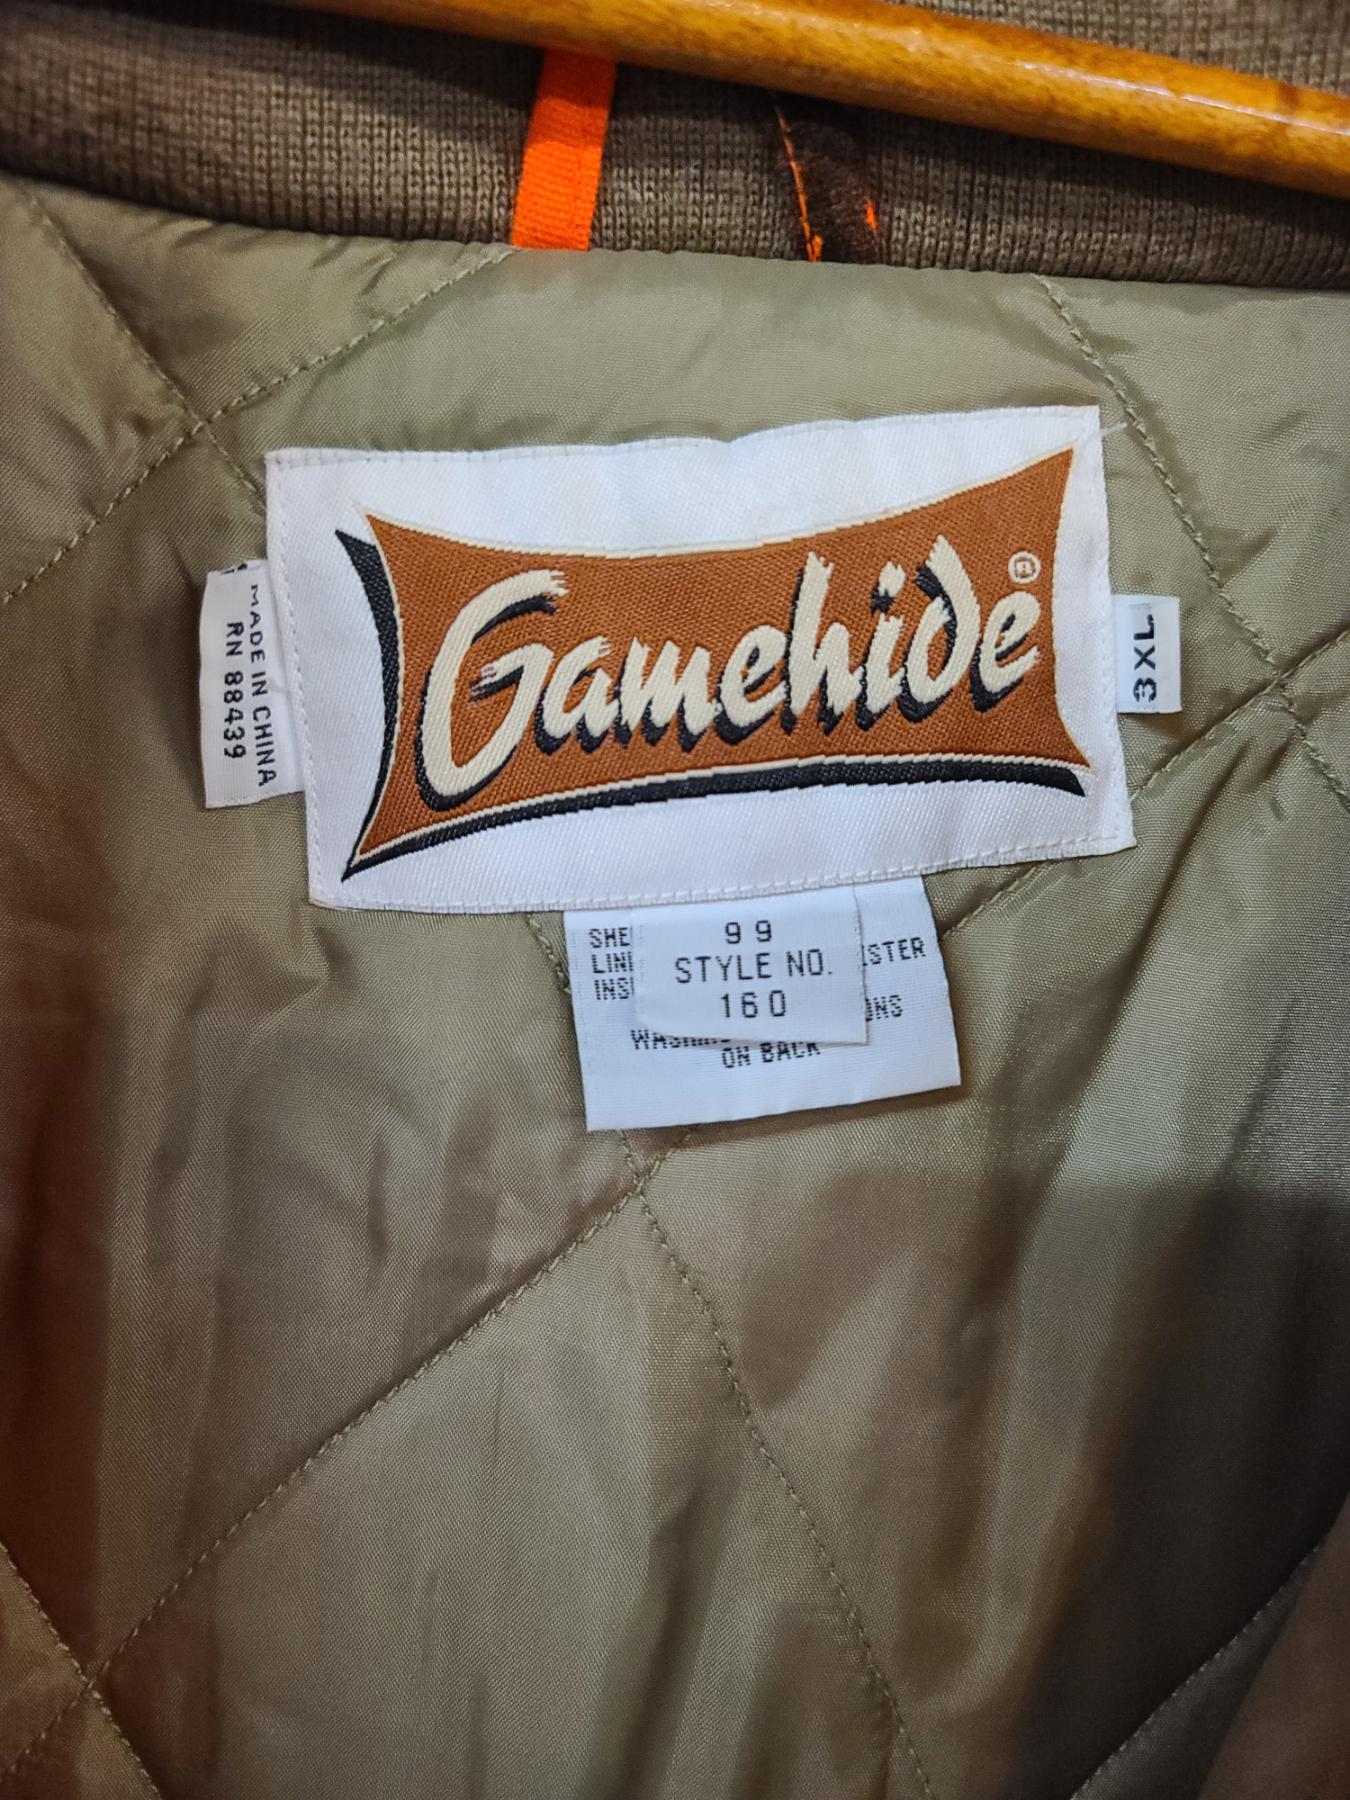 Gamehide®
MADE IN CHINA
RN 88439
3XL
99
STYLE NO.
160
ON BACK